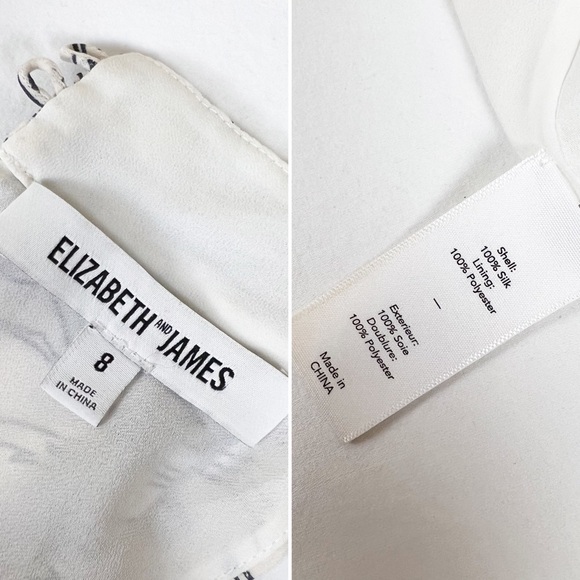 ELIZABETH AND JAMES
8
MADE
IN CHINA
Shell:
100% Silk
Lining:
100% Polyester
Exterieur:
100% Soie
Doublure:
100% Polyester
Made in
CHINA